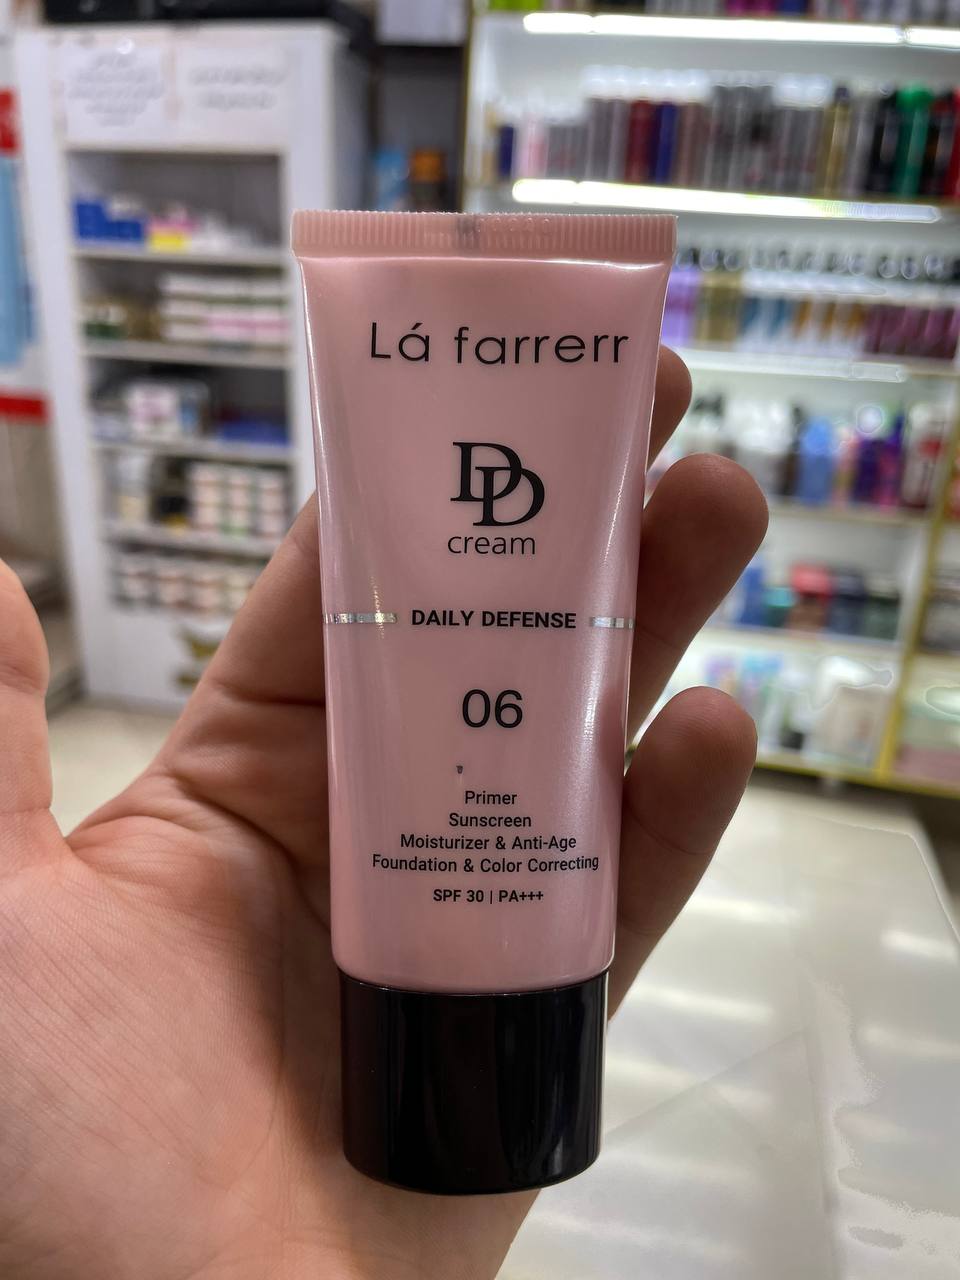 Lá farrerr
DD
cream
DAILY DEFENSE
06
Primer
Sunscreen
Moisturizer & Anti-Age
Foundation & Color Correcting
SPF 30 | PA+++